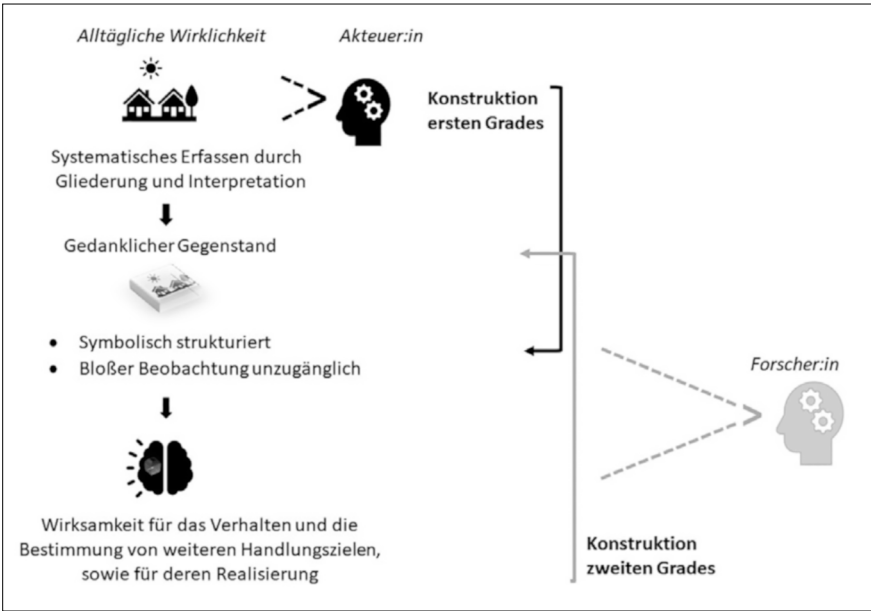 Alltägliche Wirklichkeit
Akteuer:in
Konstruktion
ersten Grades
Systematisches Erfassen durch
Gliederung und Interpretation
Gedanklicher Gegenstand
• Symbolisch strukturiert
• Bloßer Beobachtung unzugänglich
Forscher:in
Wirksamkeit für das Verhalten und die
Bestimmung von weiteren Handlungszielen,
sowie für deren Realisierung
Konstruktion
zweiten Grades